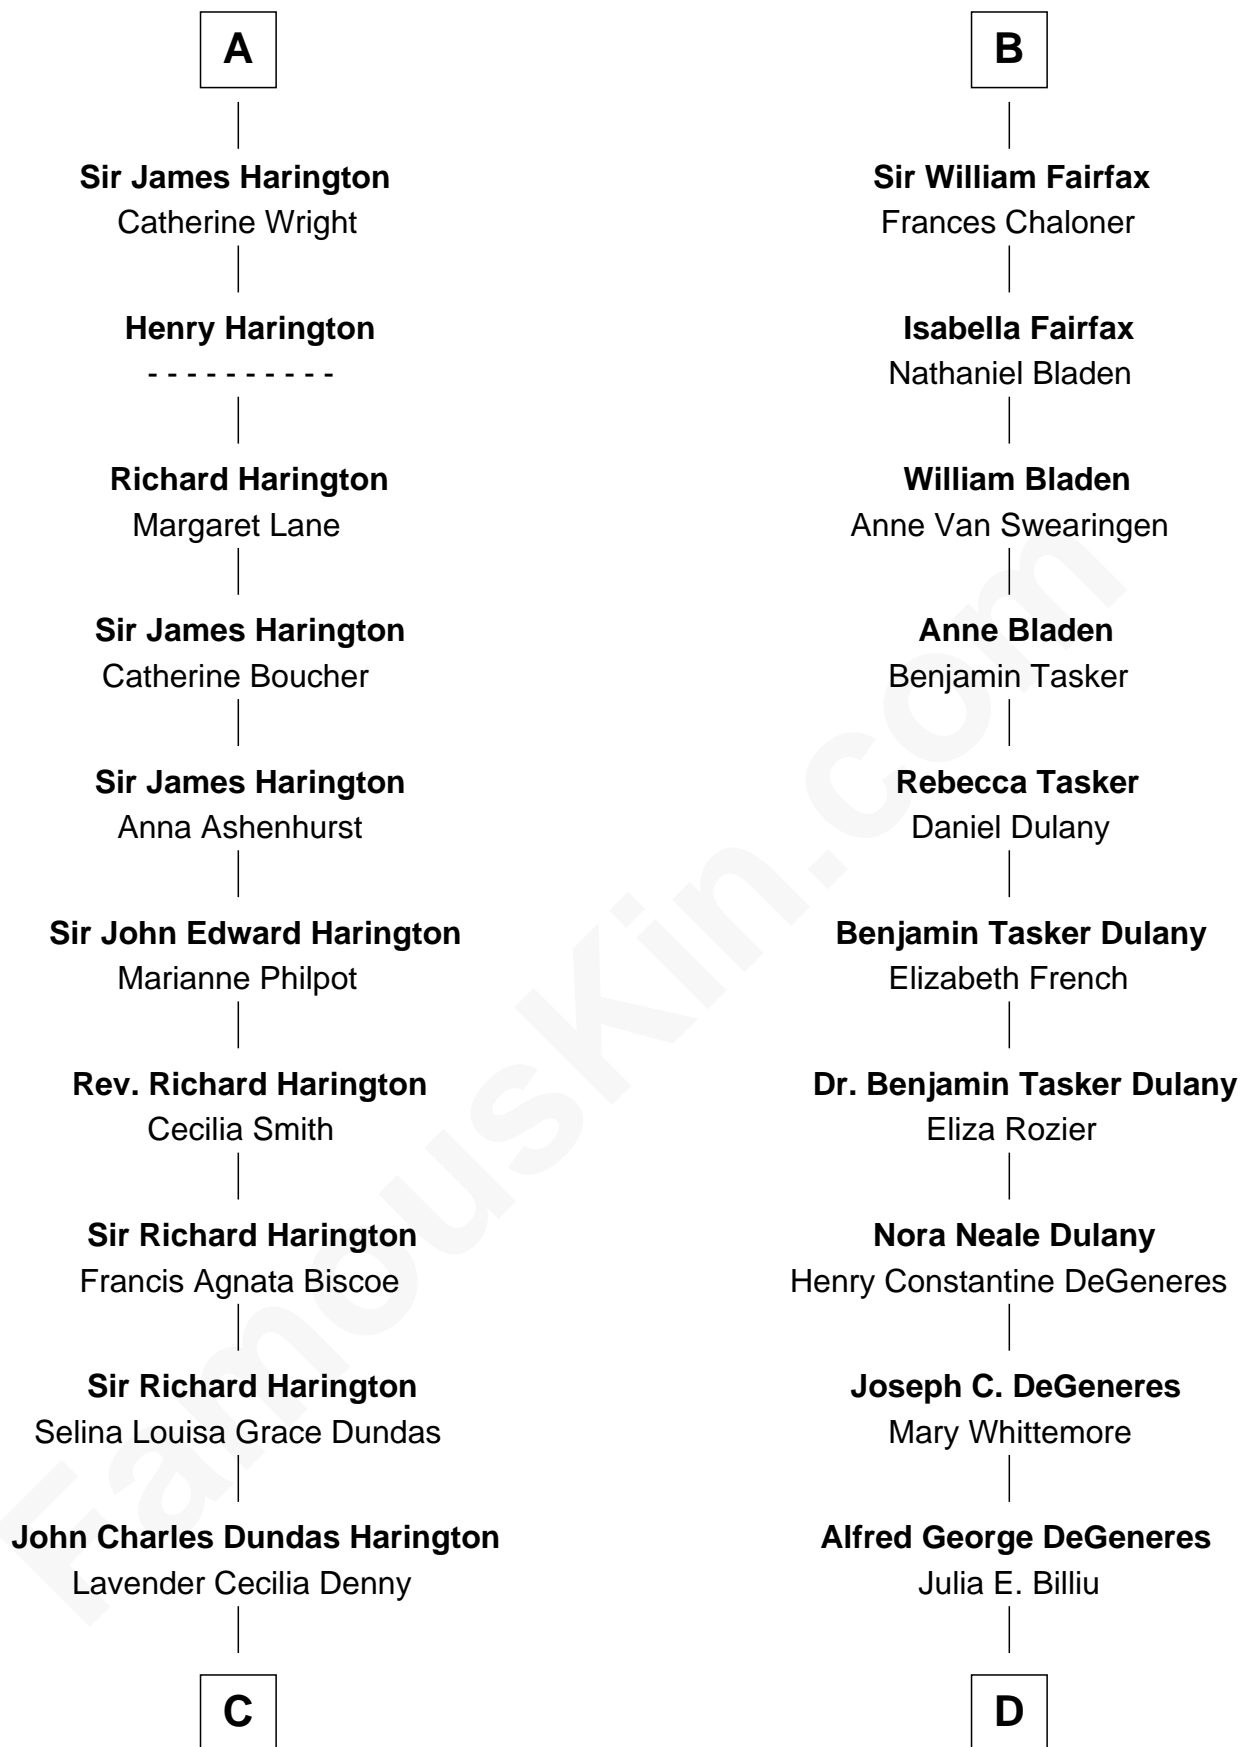 A
Sir James Harington
Catherine Wright
Henry Harington
- - - - - - - - - -
Richard Harington
Margaret Lane
Sir James Harington
Catherine Boucher
Sir James Harington
Anna Ashenhurst
Sir John Edward Harington
Marianne Philpot
Rev. Richard Harington
Cecilia Smith
Sir Richard Harington
Francis Agnata Biscoe
Sir Richard Harington
Selina Louisa Grace Dundas
John Charles Dundas Harington
Lavender Cecilia Denny
C
B
Sir William Fairfax
Frances Chaloner
Isabella Fairfax
Nathaniel Bladen
William Bladen
Anne Van Swearingen
Anne Bladen
Benjamin Tasker
Rebecca Tasker
Daniel Dulany
Benjamin Tasker Dulany
Elizabeth French
Dr. Benjamin Tasker Dulany
Eliza Rozier
Nora Neale Dulany
Henry Constantine DeGeneres
Joseph C. DeGeneres
Mary Whittemore
Alfred George DeGeneres
Julia E. Billiu
D
FamousKin.com